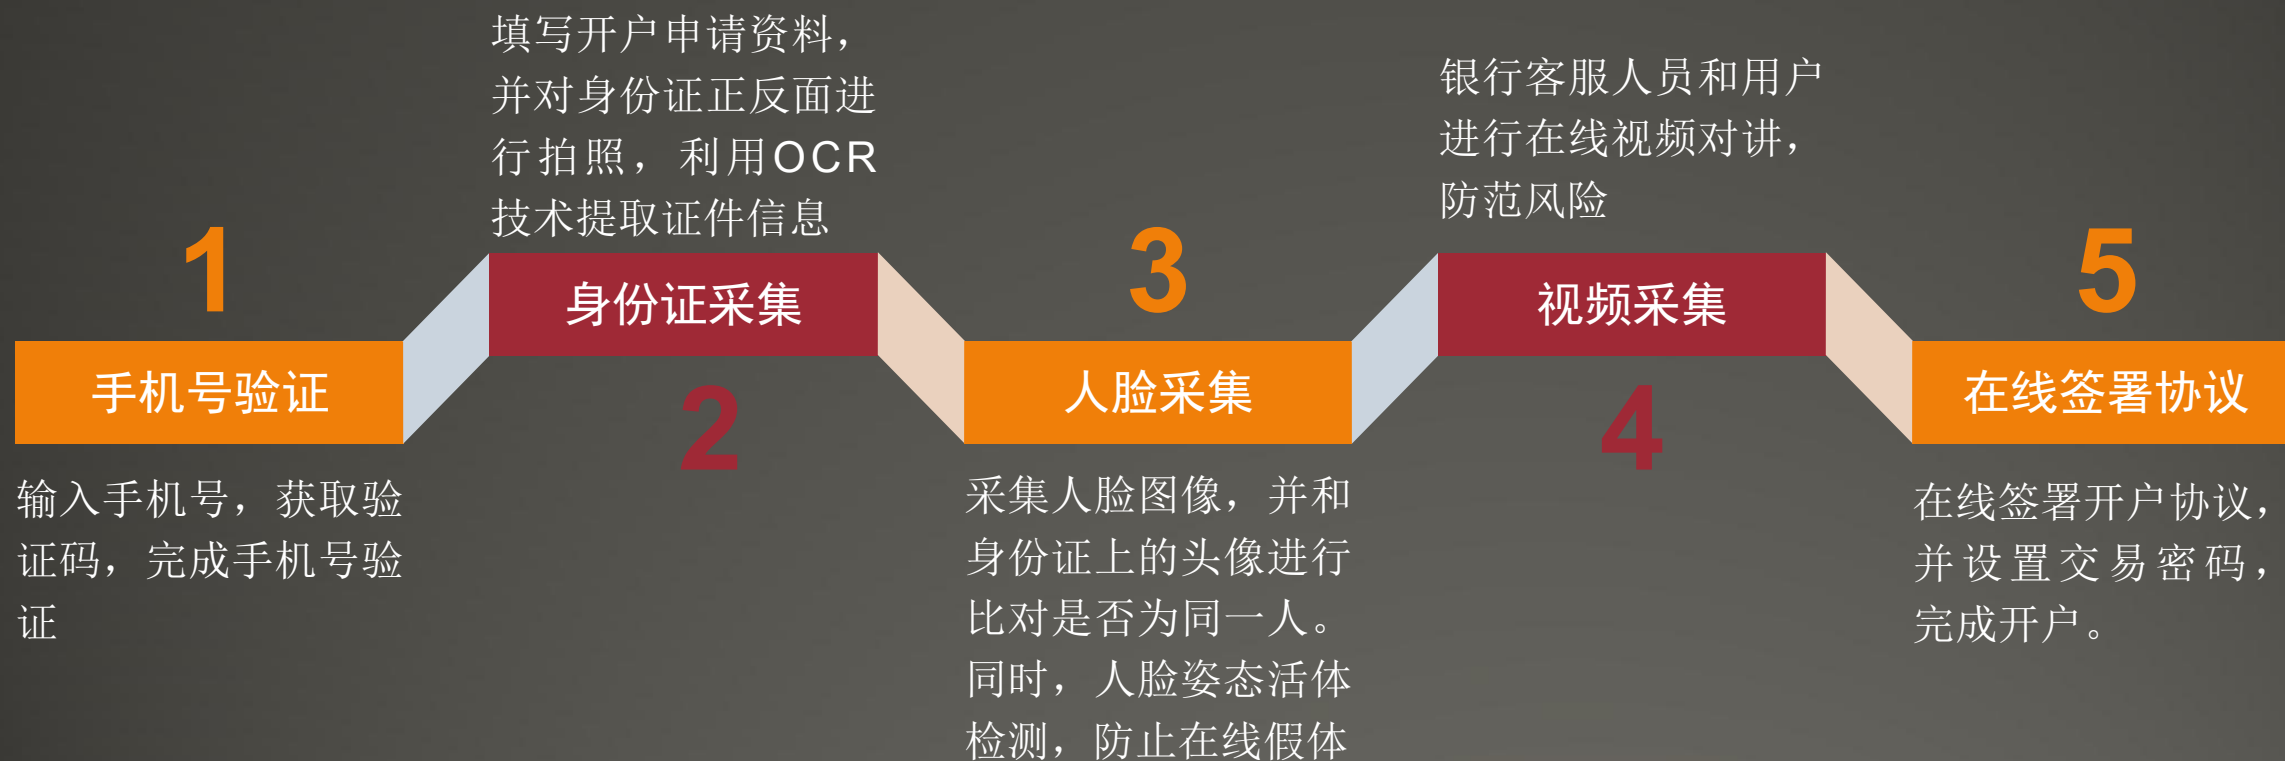 1
手机号验证
输入手机号，获取验
证码，完成手机号验
证
填写开户申请资料，
并对身份证正反面进
行拍照，利用OCR
技术提取证件信息
身份证采集
2
3
人脸采集
采集人脸图像，并和
身份证上的头像进行
比对是否为同一人。
同时，人脸姿态活体
检测，防止在线假体
银行客服人员和用户
进行在线视频对讲，
防范风险
视频采集
4
5
在线签署协议
在线签署开户协议，
并设置交易密码，
完成开户。